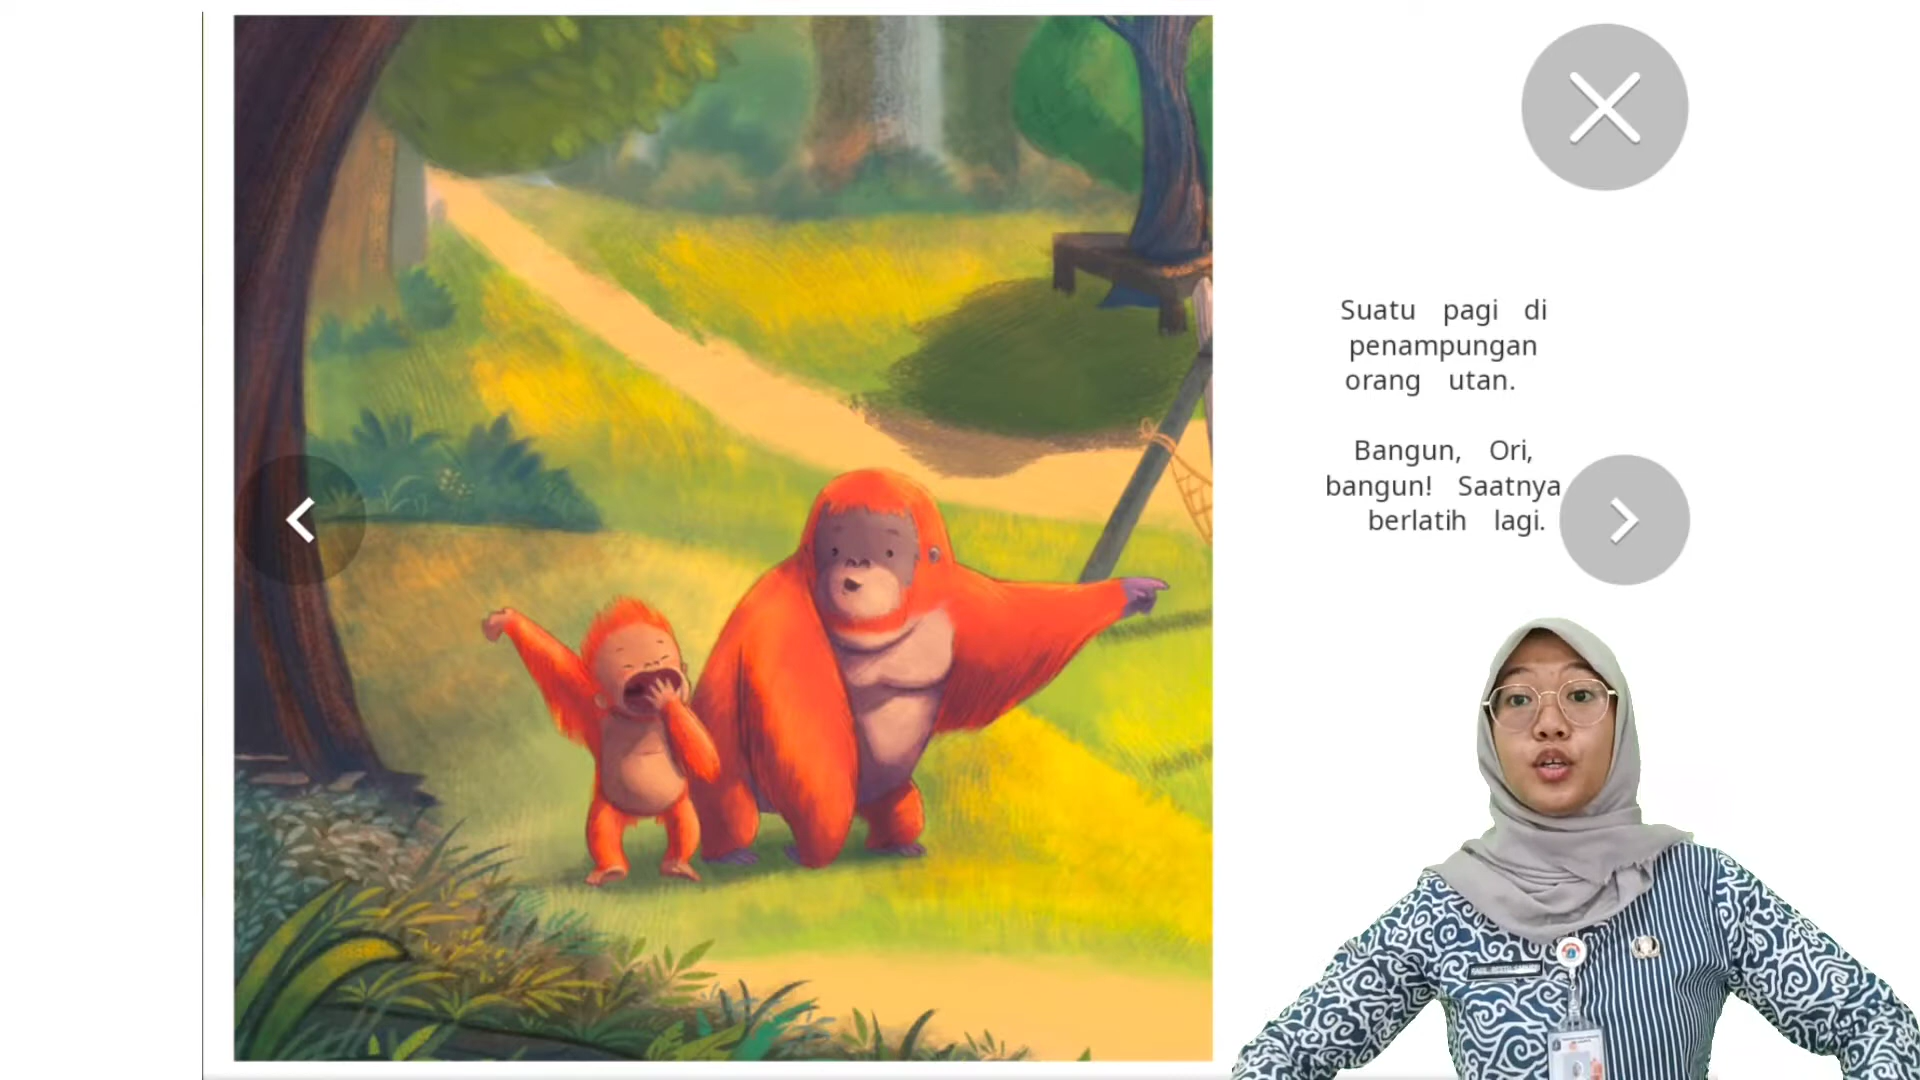 Suatu pagi di
penampungan
orang utan.
Bangun, Ori,
bangun! Saatnya
berlatih lagi.